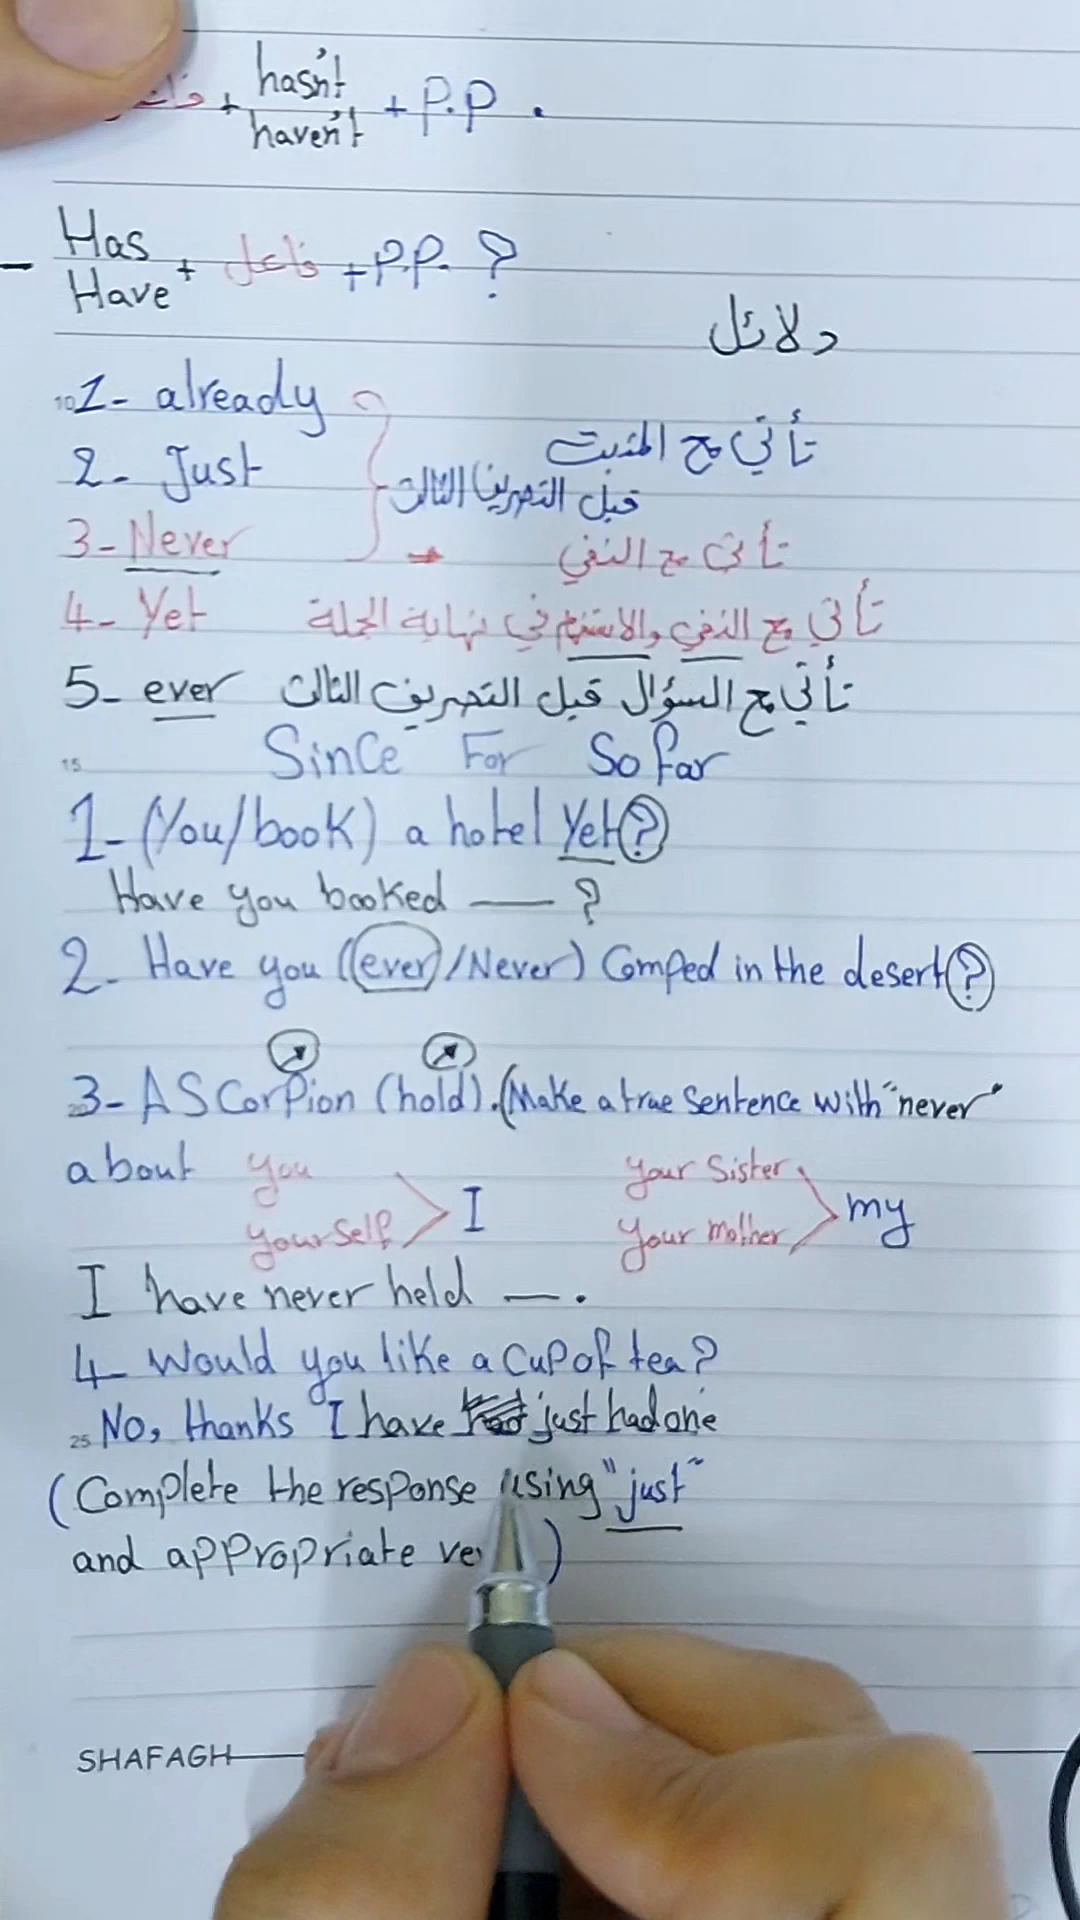 + hasn't / haven't + P.P .
- Has / Have + فاعل + P.P. ?
دلائل
10 1- already
تأتي مع المثبت
2- Just
قبل التصريف الثالث
3- Never
تأتي مع النفي
4- Yet تأتي مع النفي والاستفهام في نهاية الجملة
5- ever تأتي مع السؤال قبل التصريف الثالث
15 Since For So far
1- (You/book) a hotel Yet?
Have you booked —— ?
2- Have you (ever/Never) Comped in the desert?
3- A SCorpion (hold). (Make a true sentence with "never"
about you yourself > I your Sister your mother > my
I have never held — .
4- Would you like a cup of tea?
25 No, thanks I have just had one
(Complete the response using "just"
and appropriate )
SHAFAGH